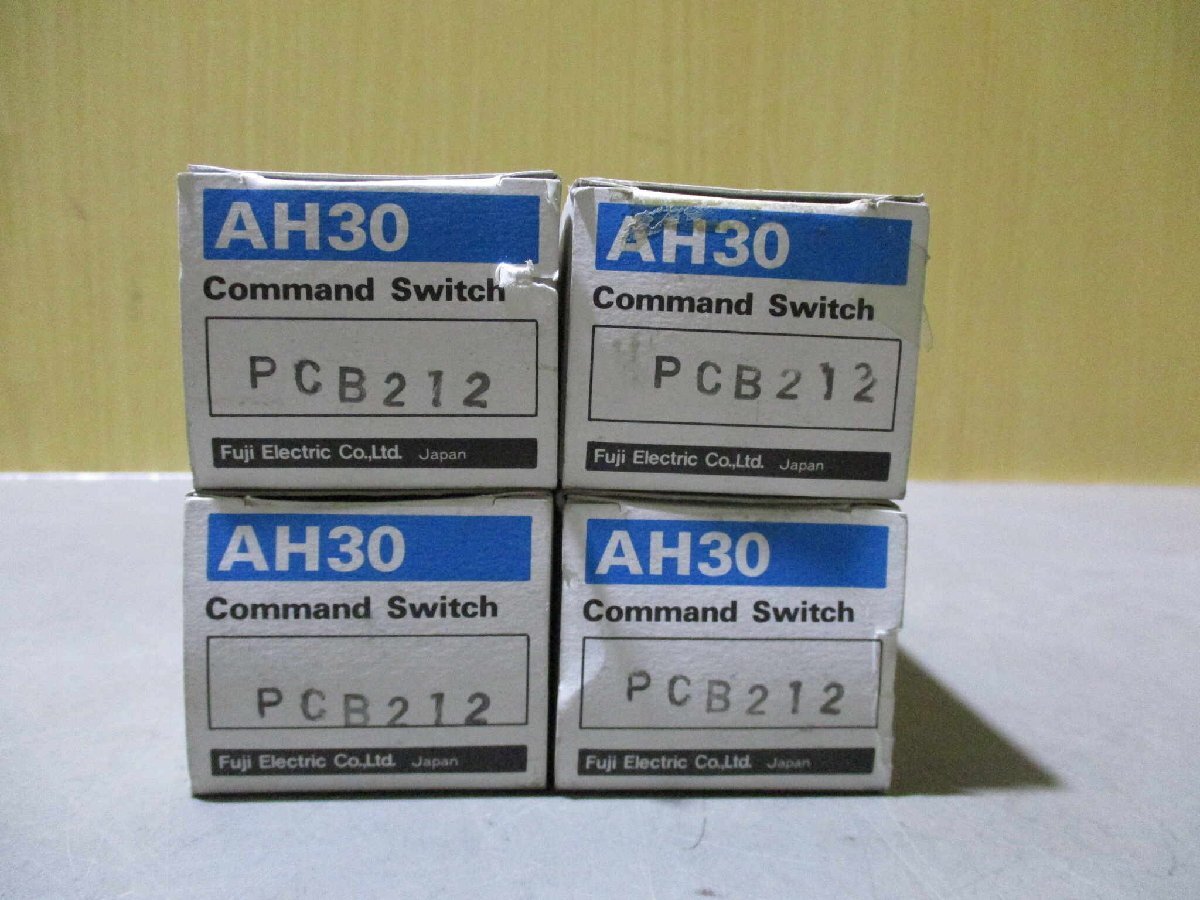 AH30
Command Switch
PCB212
Fuji Electric Co.,Ltd. Japan
AH30
Command Switch
PCB212
Fuji Electric Co.,Ltd. Japan
AH30
Command Switch
PCB212
Fuji Electric Co.,Ltd. Japan
AH30
Command Switch
PCB212
Fuji Electric Co.,Ltd. Japan